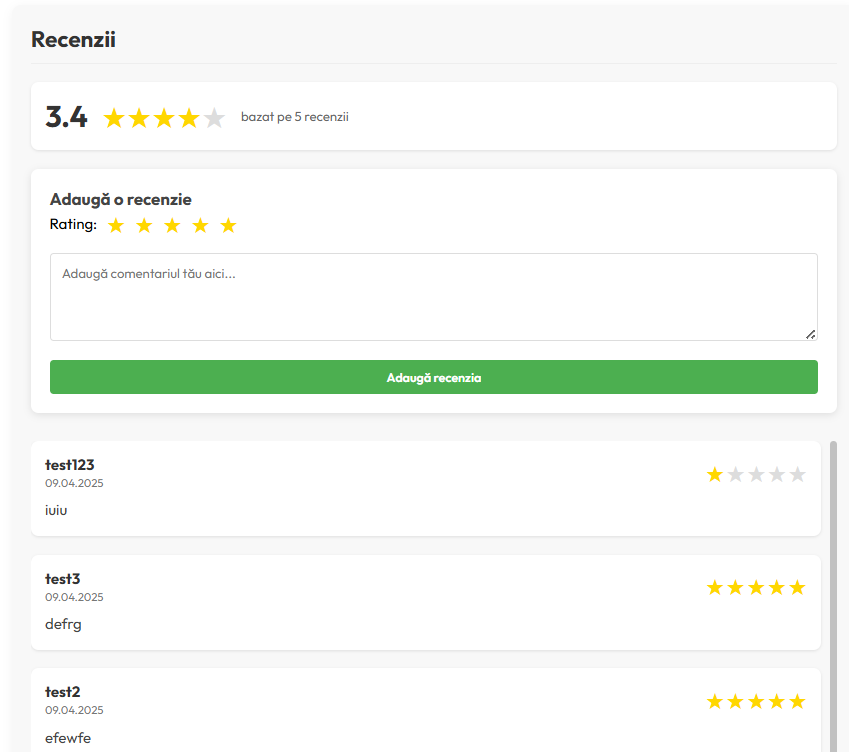 Recenzii
3.4 ★★★★★ bazat pe 5 recenzii
Adaugă o recenzie
Rating: ★ ★ ★ ★ ★
Adaugă comentariul tău aici...
Adaugă recenzia
test123
09.04.2025
★★★★★
iuiu
test3
09.04.2025
★★★★★
defrg
test2
09.04.2025
★★★★★
efewfe